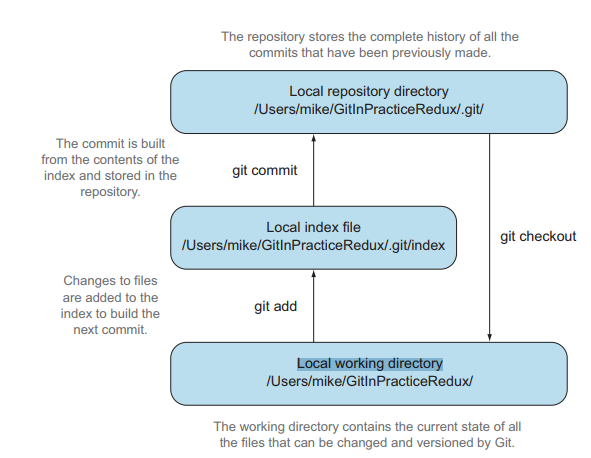 The repository stores the complete history of all the
commits that have been previously made.
Local repository directory
/Users/mike/GitInPracticeRedux/.git/
The commit is built
from the contents of the
index and stored in the
repository.
git commit
Local index file
/Users/mike/GitInPracticeRedux/.git/index
git checkout
Changes to files
are added to the
index to build the
next commit.
git add
Local working directory
/Users/mike/GitInPracticeRedux/
The working directory contains the current state of all
the files that can be changed and versioned by Git.